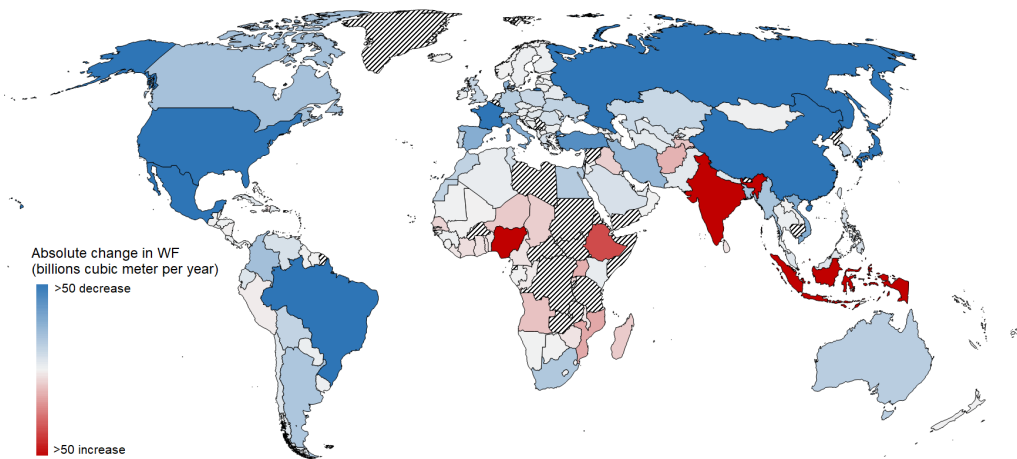 Absolute change in WF
(billions cubic meter per year)
>50 decrease
>50 increase